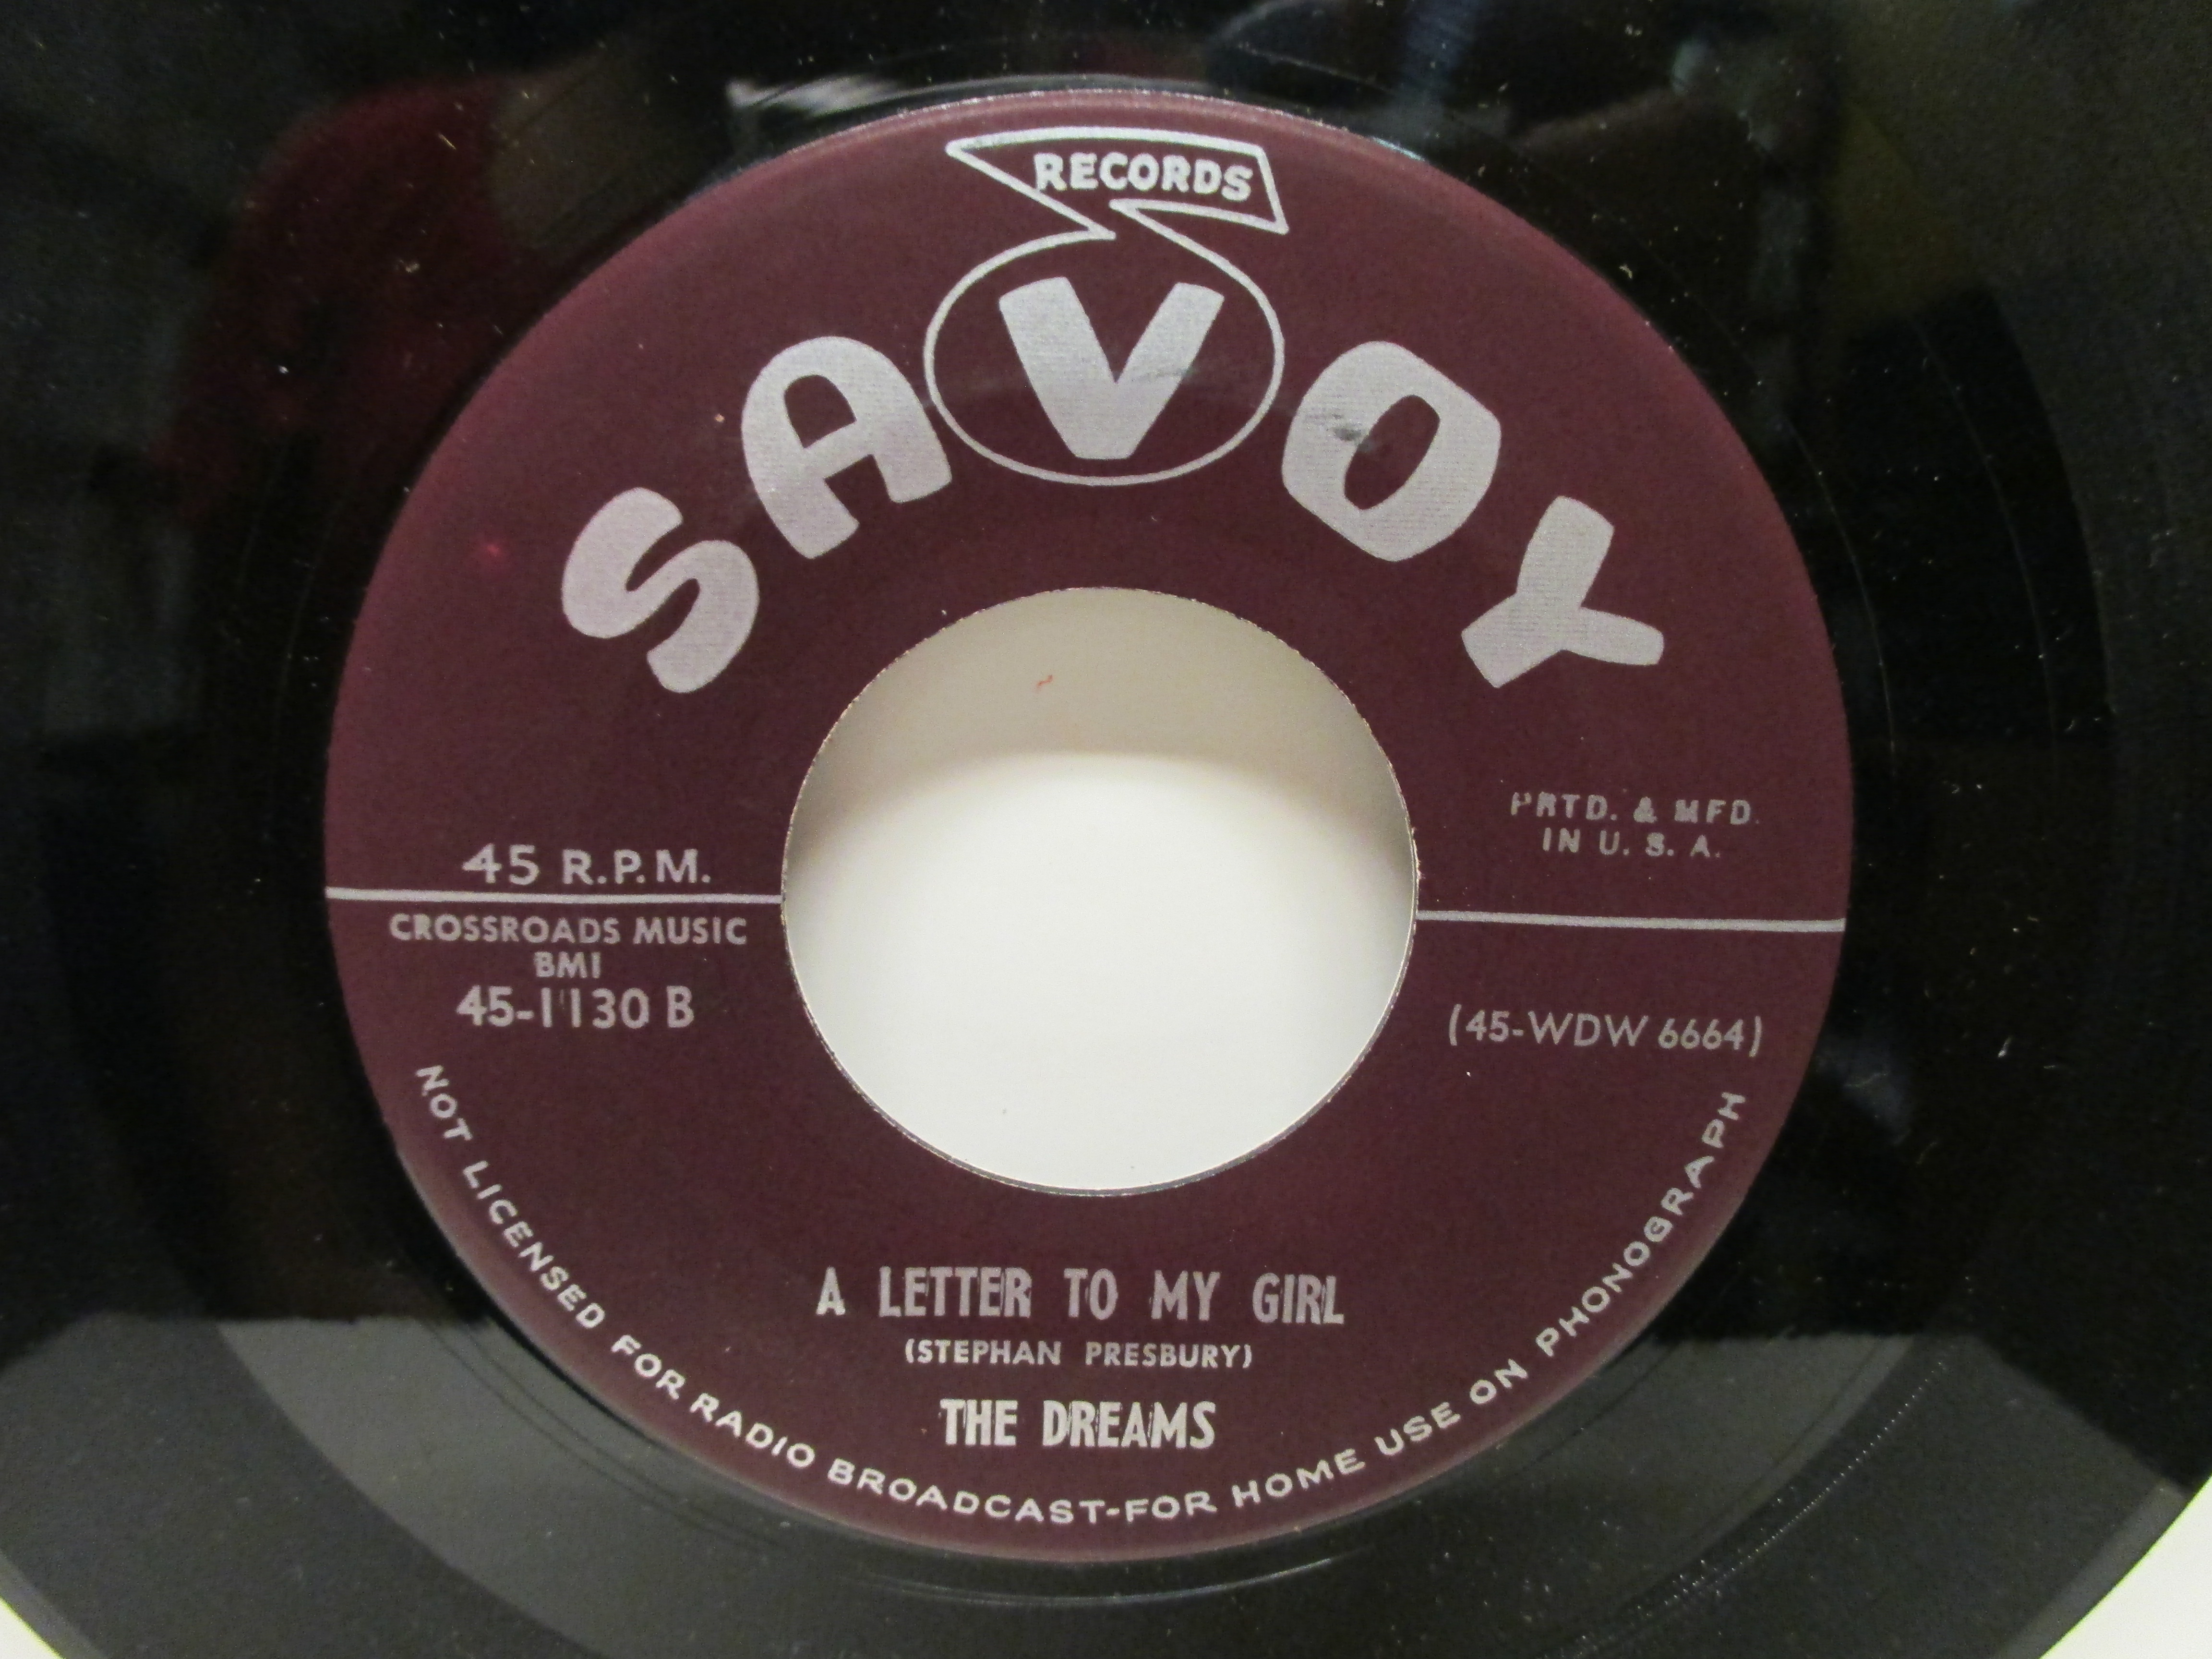 RECORDS
SAVOY
PRTD. & MFD.
IN U. S. A.
45 R.P.M.
CROSSROADS MUSIC
BMI
45-1130 B
(45-WDW 6664)
A LETTER TO MY GIRL
(STEPHAN PRESBURY)
THE DREAMS
NOT LICENSED FOR RADIO BROADCAST-FOR HOME USE ON PHONOGRAPH